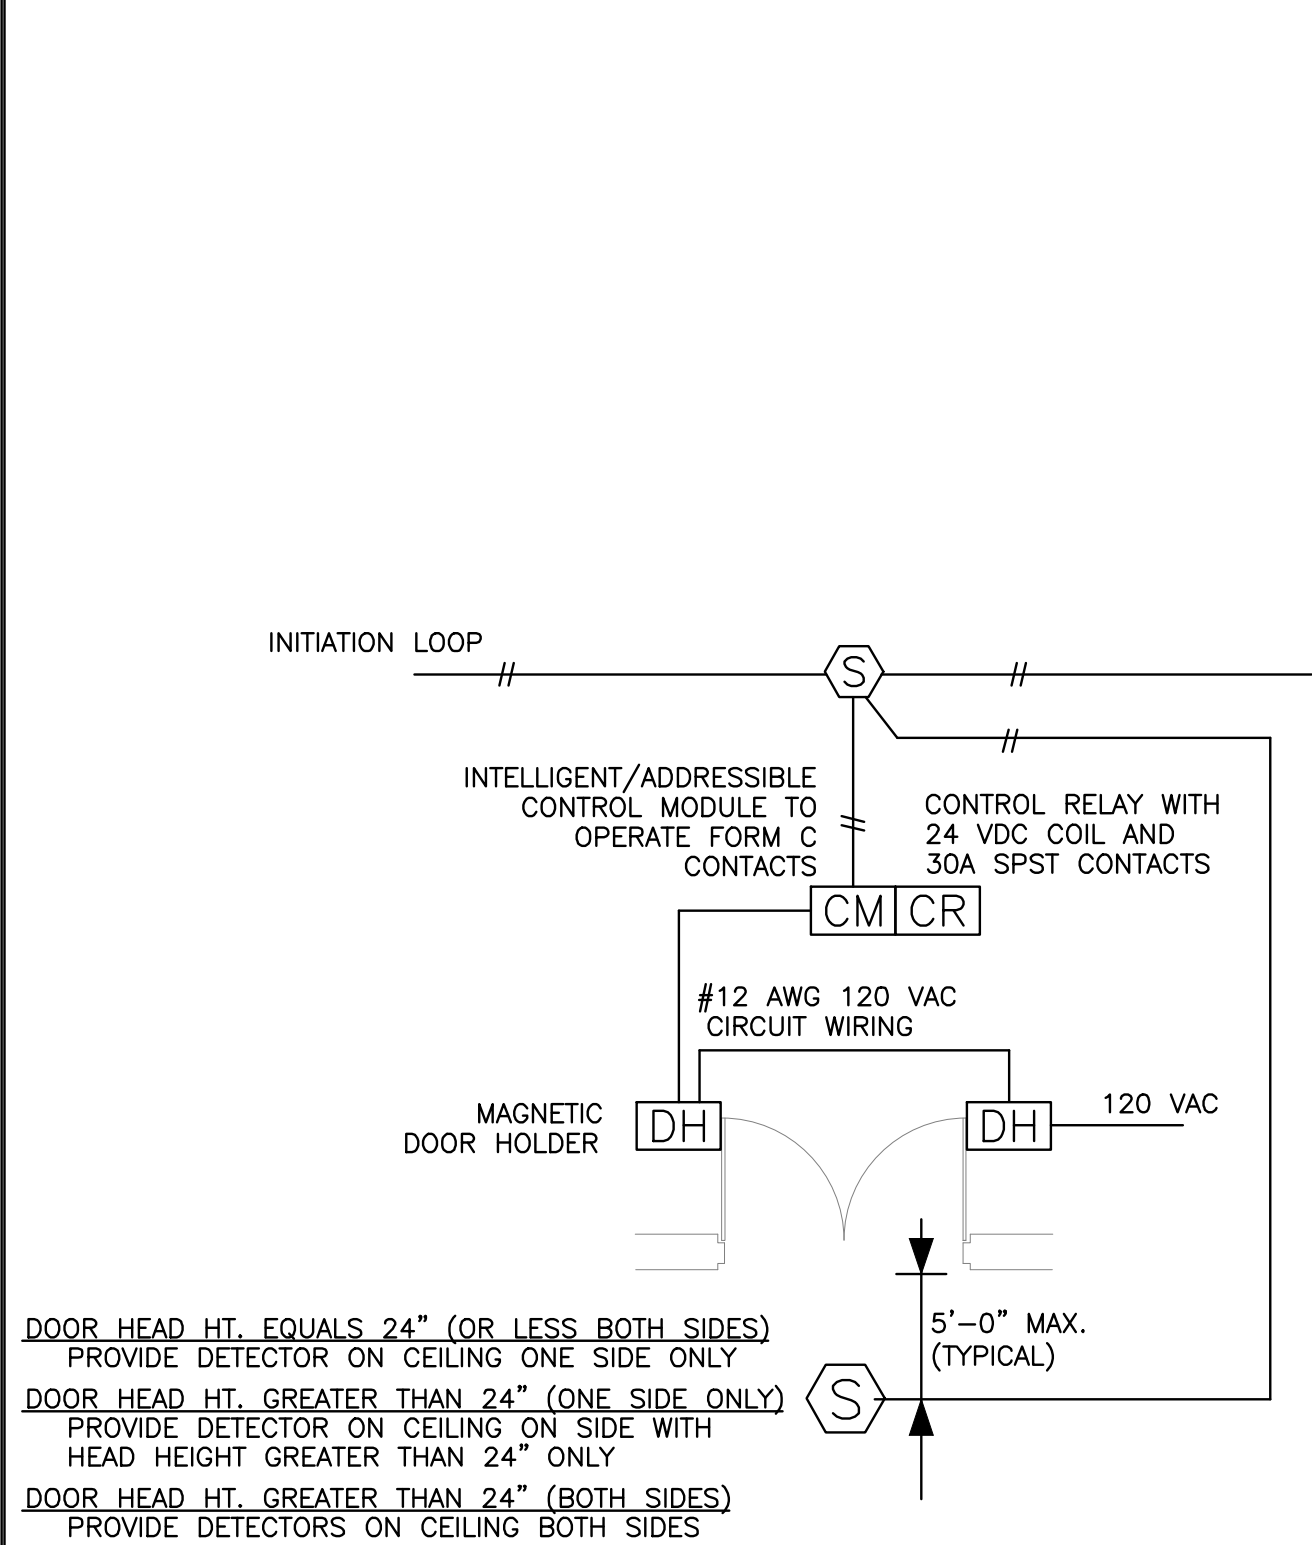 INITIATION LOOP
S
INTELLIGENT/ADDRESSIBLE
CONTROL MODULE TO
OPERATE FORM C
CONTACTS
CONTROL RELAY WITH
24 VDC COIL AND
30A SPST CONTACTS
CM CR
#12 AWG 120 VAC
CIRCUIT WIRING
MAGNETIC
DOOR HOLDER
DH
DH
120 VAC
5'-0" MAX.
(TYPICAL)
S
DOOR HEAD HT. EQUALS 24" (OR LESS BOTH SIDES)
PROVIDE DETECTOR ON CEILING ONE SIDE ONLY
DOOR HEAD HT. GREATER THAN 24" (ONE SIDE ONLY)
PROVIDE DETECTOR ON CEILING ON SIDE WITH
HEAD HEIGHT GREATER THAN 24" ONLY
DOOR HEAD HT. GREATER THAN 24" (BOTH SIDES)
PROVIDE DETECTORS ON CEILING BOTH SIDES